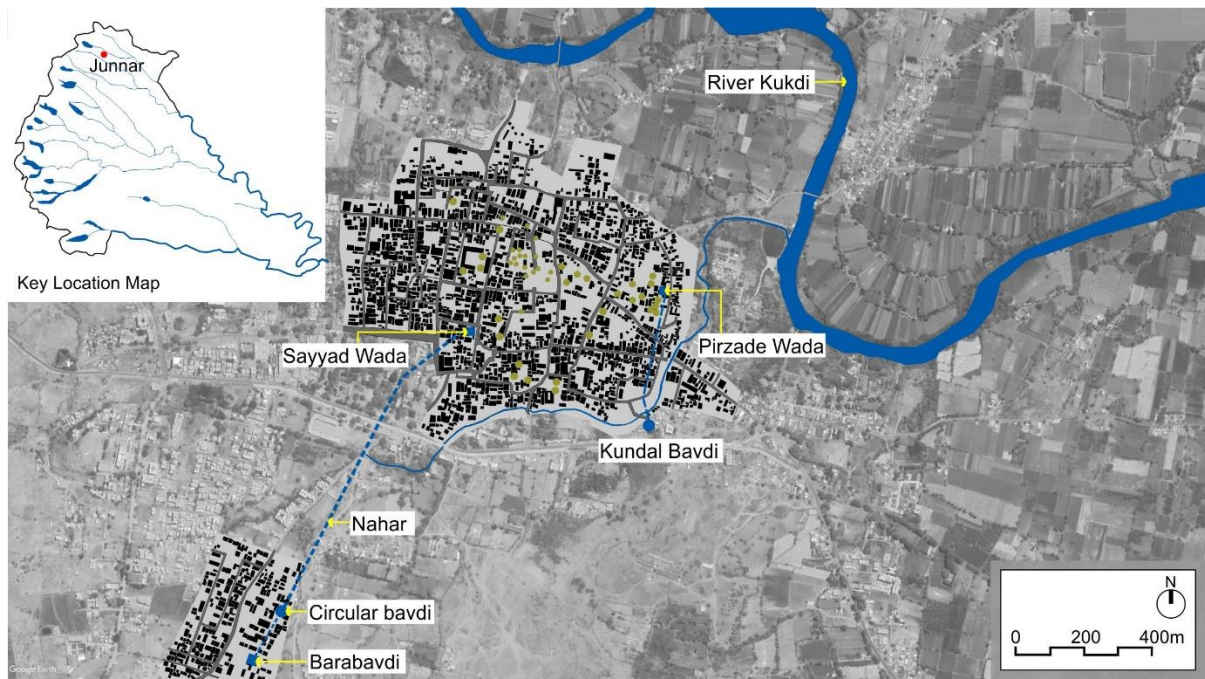 Junnar
Key Location Map
River Kukdi
Sayyad Wada
Pirzade Wada
Kundal Bavdi
Nahar
Circular bavdi
Barabavdi
N
0 200 400m
Google Earth